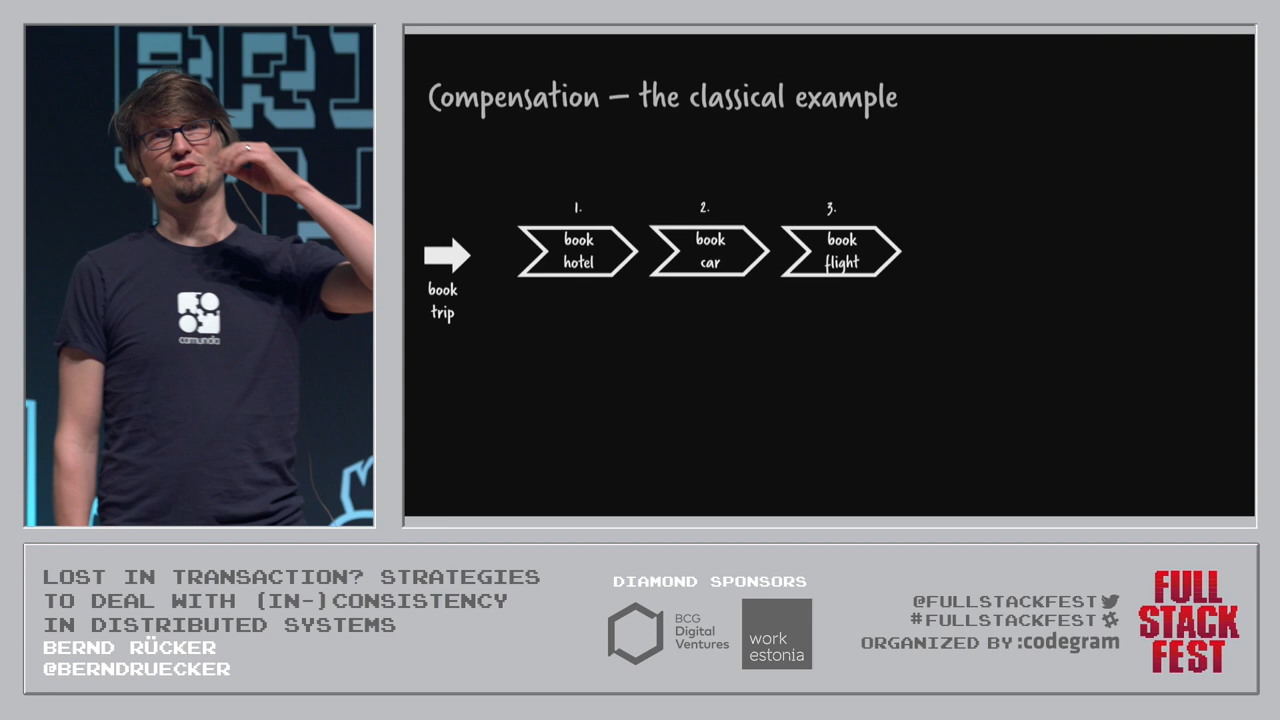 Compensation – the classical example
1.
2.
3.
book
hotel
book
car
book
flight
book
trip
camunda
LOST IN TRANSACTION? STRATEGIES
TO DEAL WITH (IN-)CONSISTENCY
IN DISTRIBUTED SYSTEMS
BERND RÜCKER
@BERNDRUECKER
DIAMOND SPONSORS
BCG
Digital
Ventures
work
estonia
@FULLSTACKFEST
#FULLSTACKFEST
ORGANIZED BY :codegram
FULL
STACK
FEST